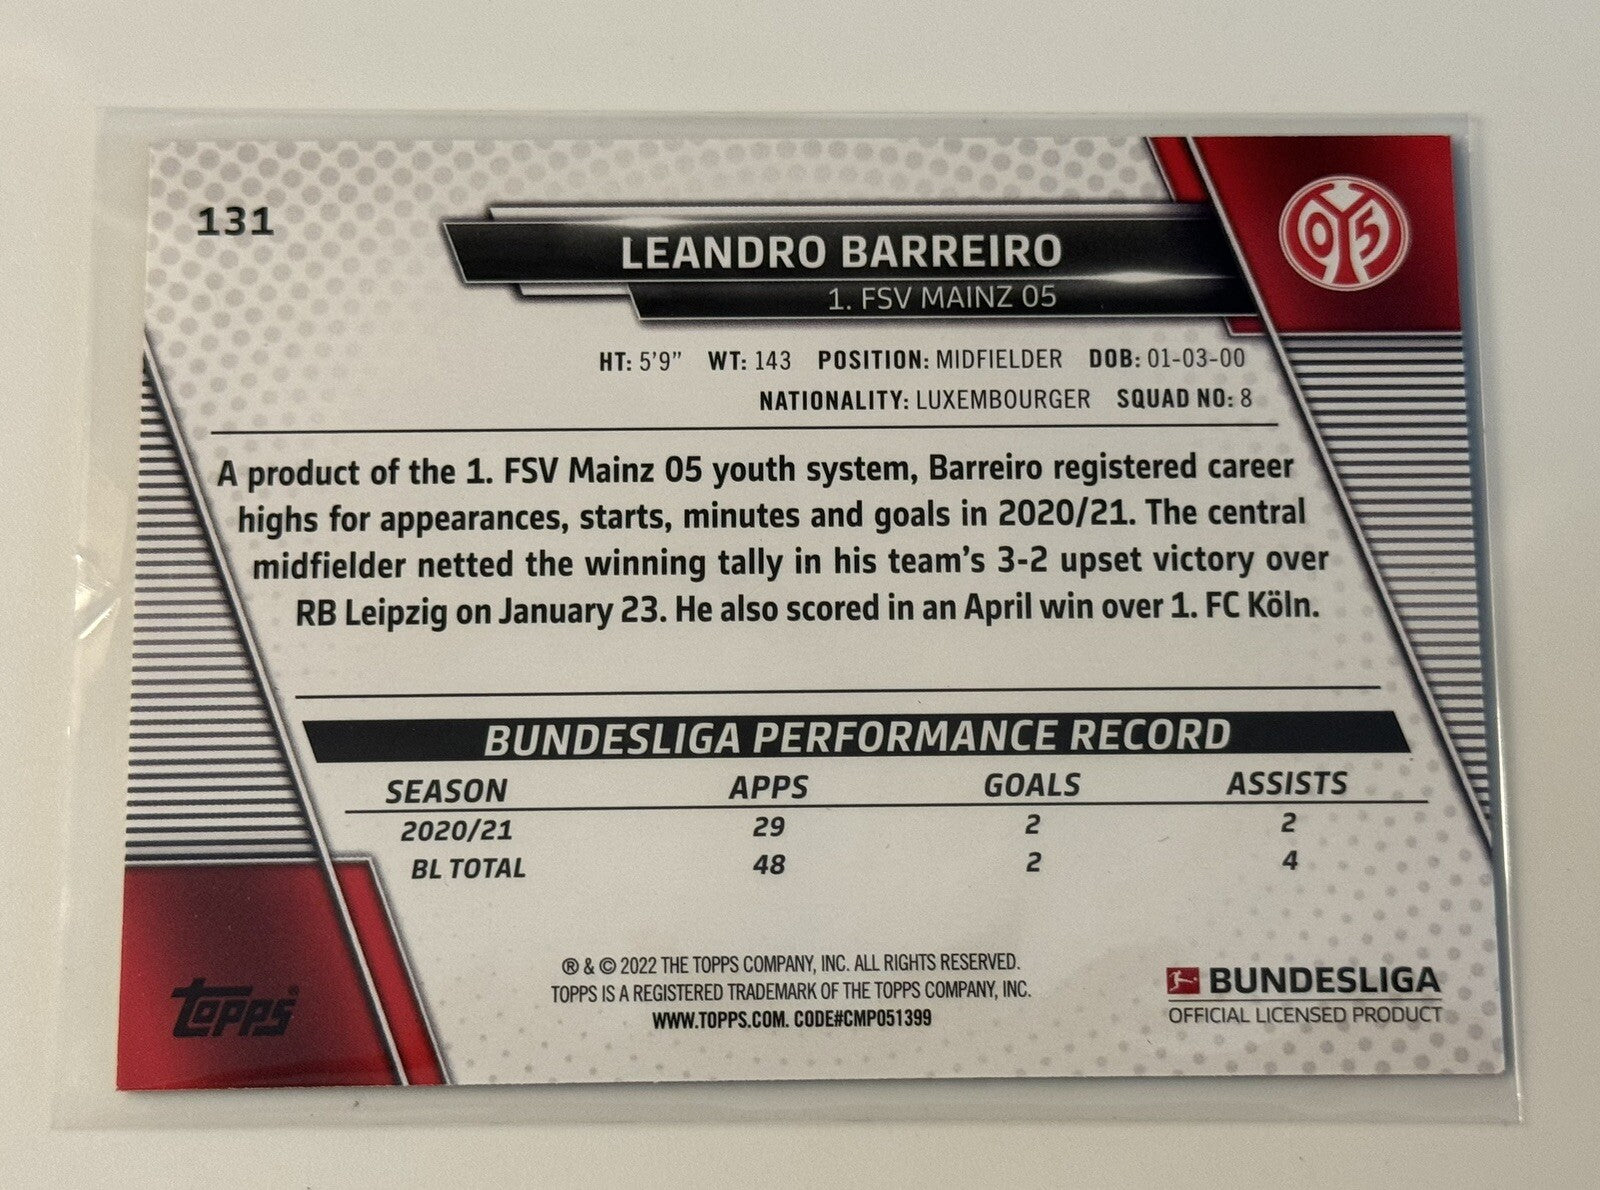 131
LEANDRO BARREIRO
1. FSV MAINZ 05
05
HT: 5'9" WT: 143 POSITION: MIDFIELDER DOB: 01-03-00
NATIONALITY: LUXEMBOURGER SQUAD NO: 8
A product of the 1. FSV Mainz 05 youth system, Barreiro registered career
highs for appearances, starts, minutes and goals in 2020/21. The central
midfielder netted the winning tally in his team's 3-2 upset victory over
RB Leipzig on January 23. He also scored in an April win over 1. FC Köln.
BUNDESLIGA PERFORMANCE RECORD
SEASON APPS GOALS ASSISTS
2020/21 29 2 2
BL TOTAL 48 2 4
® & © 2022 THE TOPPS COMPANY, INC. ALL RIGHTS RESERVED.
TOPPS IS A REGISTERED TRADEMARK OF THE TOPPS COMPANY, INC.
WWW.TOPPS.COM. CODE#CMP051399
topps®
BUNDESLIGA
OFFICIAL LICENSED PRODUCT